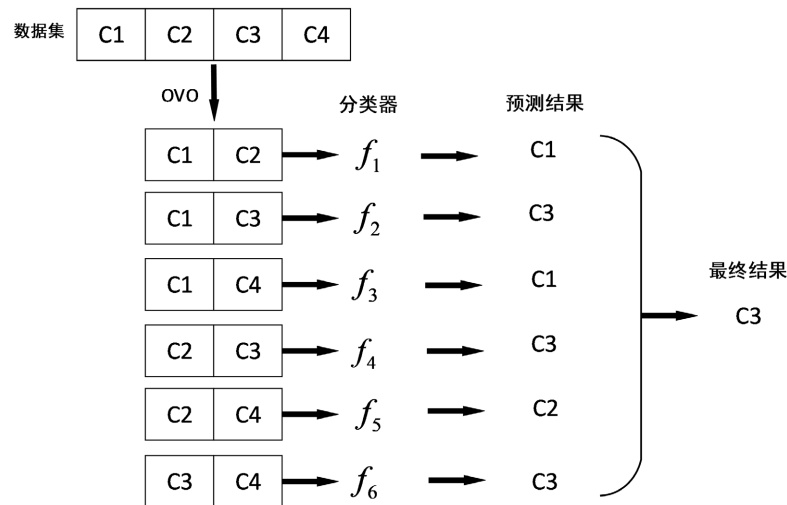 数据集 C1 C2 C3 C4
OVO 分类器 预测结果
C1 C2 f1 C1
C1 C3 f2 C3
C1 C4 f3 C1
最终结果
C2 C3 f4 C3 C3
C2 C4 f5 C2
C3 C4 f6 C3